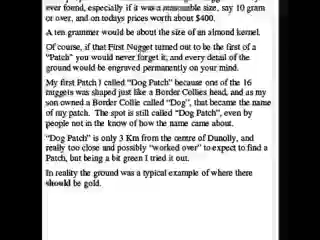 ever found, especially if it was a reasonable size, say 10 gram
or over, and on todays prices worth about $400.
A ten grammer would be about the size of an almond kernel.
Of course, if that First Nugget turned out to be the first of a
"Patch" you would never forget it, and every detail of the
ground would be engraved permanently on your mind.
My first Patch I called "Dog Patch" because one of the 16
nuggets was shaped just like a Border Collies head, and as my
son owned a Border Collie called "Dog", that became the name
of my patch. The spot is still called "Dog Patch", even by
people not in the know of how the name came about.
"Dog Patch" is only 3 Km from the centre of Dunolly, and
really too close and possibly "worked over" to expect to find a
Patch, but being a bit green I tried it out.
In reality the ground was a typical example of where there
should be gold.